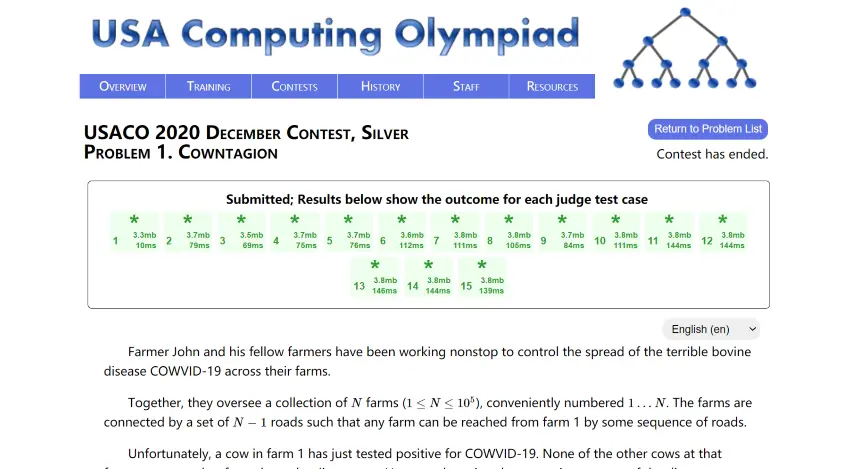 USA Computing Olympiad
OVERVIEW TRAINING CONTESTS HISTORY STAFF RESOURCES
USACO 2020 DECEMBER CONTEST, SILVER
PROBLEM 1. COWNTAGION
Return to Problem List
Contest has ended.
Submitted; Results below show the outcome for each judge test case
* * * * * * * * * * * *
1 3.3mb 10ms 2 3.7mb 79ms 3 3.5mb 69ms 4 3.7mb 75ms 5 3.7mb 76ms 6 3.6mb 112ms 7 3.8mb 111ms 8 3.8mb 105ms 9 3.7mb 84ms 10 3.8mb 111ms 11 3.8mb 144ms 12 3.8mb 144ms
* * *
13 3.8mb 146ms 14 3.8mb 144ms 15 3.8mb 139ms
English (en)
Farmer John and his fellow farmers have been working nonstop to control the spread of the terrible bovine
disease COWVID-19 across their farms.
Together, they oversee a collection of N farms (1 ≤ N ≤ 10⁵), conveniently numbered 1…N. The farms are
connected by a set of N − 1 roads such that any farm can be reached from farm 1 by some sequence of roads.
Unfortunately, a cow in farm 1 has just tested positive for COWVID-19. None of the other cows at that